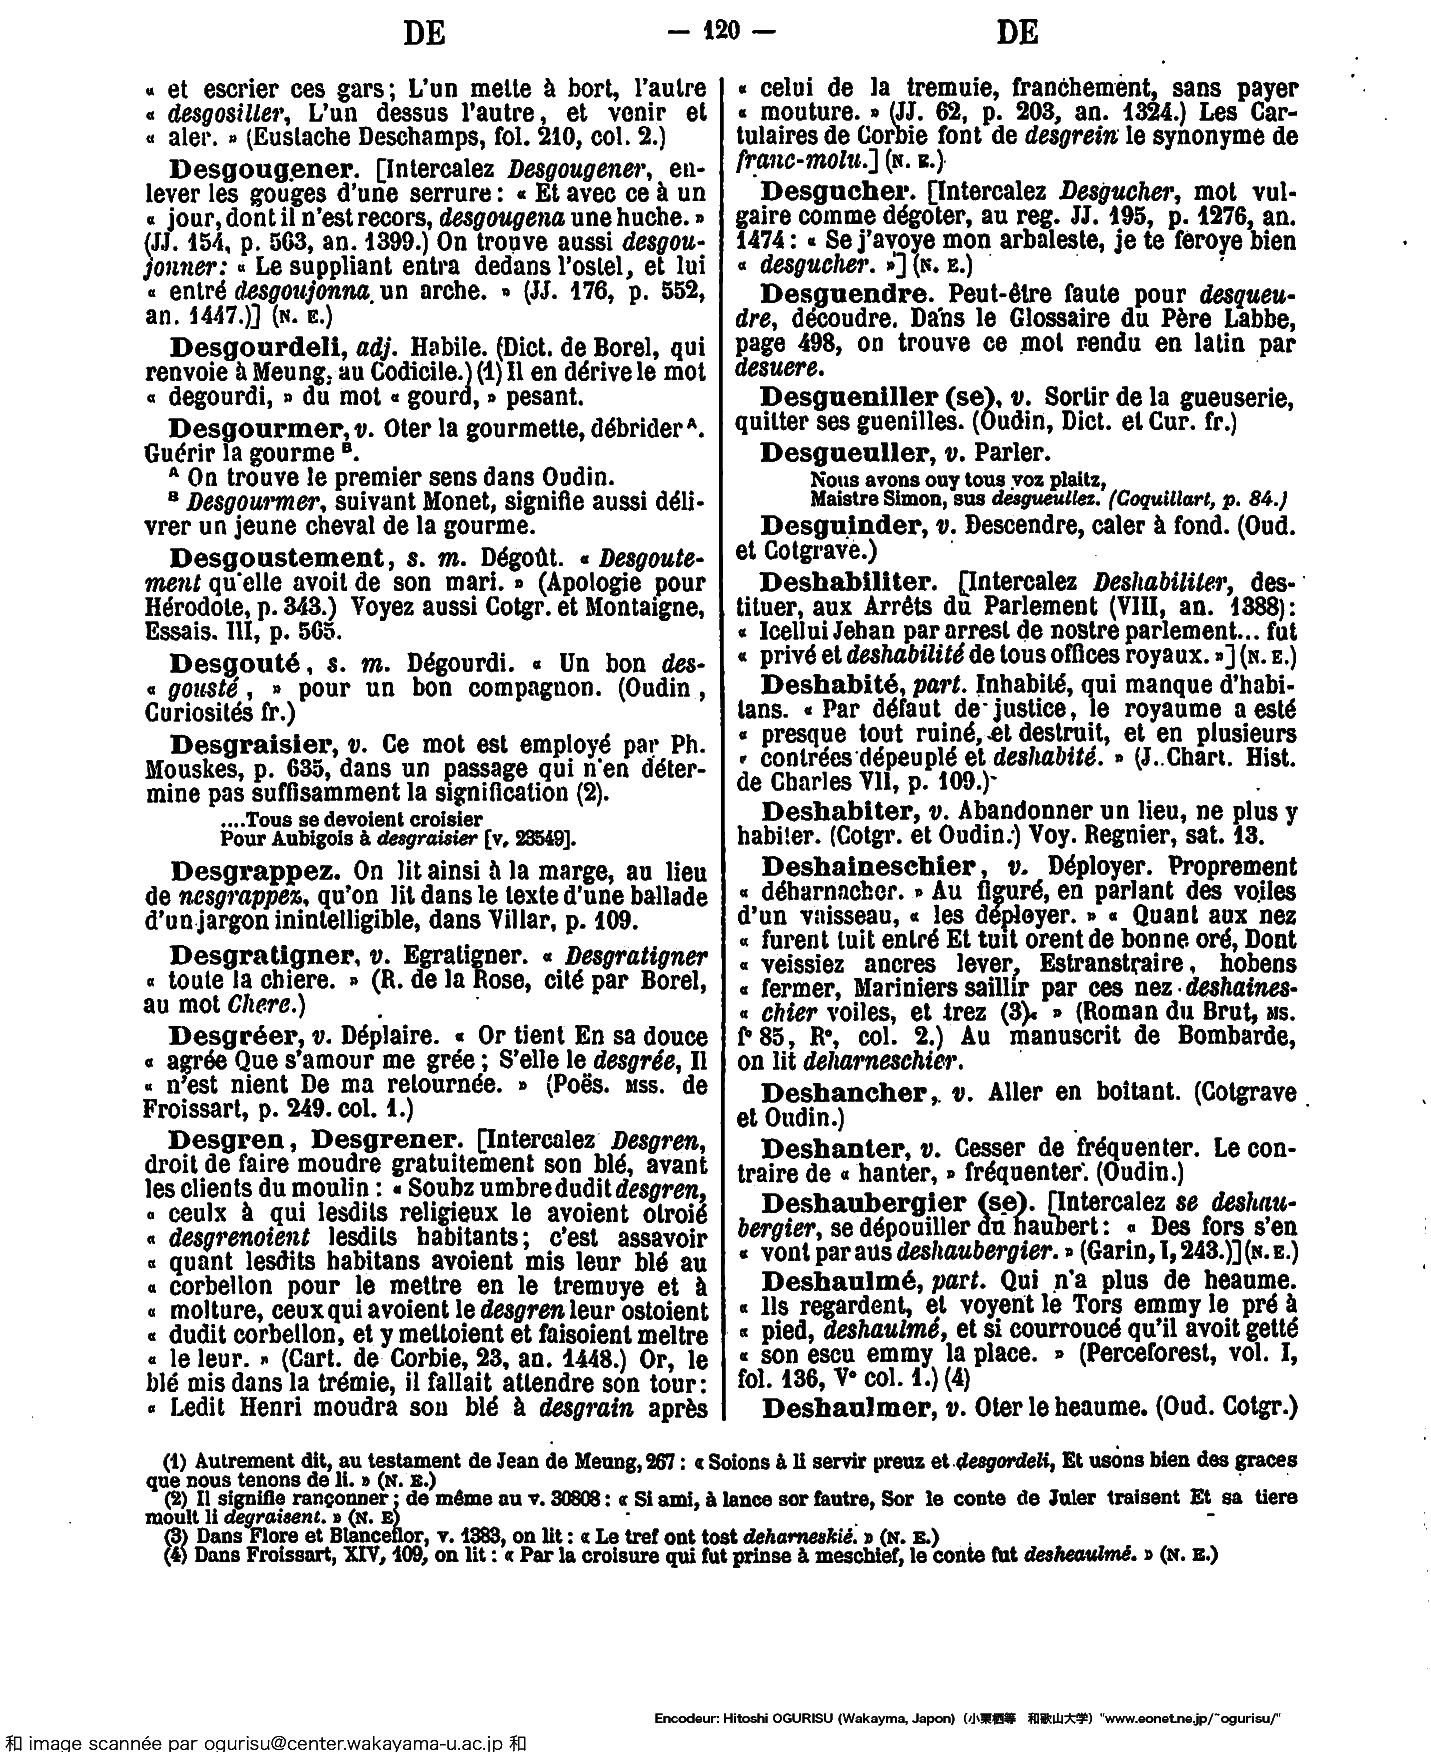 DE — 120 — DE
« et escrier ces gars; L'un mette à bort, l'autre
« desgosiller, L'un dessus l'autre, et venir et
« aler. » (Eustache Deschamps, fol. 210, col. 2.)
Desgougener. [Intercalez Desgougener, en-
lever les gouges d'une serrure : « Et avec ce à un
« jour, dont il n'est recors, desgougena une huche. »
(JJ. 154, p. 563, an. 1399.) On trouve aussi desgou-
jonner: « Le suppliant entra dedans l'ostel, et lui
« entré desgoujonna un arche. » (JJ. 176, p. 552,
an. 1447.)] (N. E.)
Desgourdeli, adj. Habile. (Dict. de Borel, qui
renvoie à Meung, au Codicile.) (1) Il en dérive le mot
« degourdi, » du mot « gourd, » pesant.
Desgourmer, v. Oter la gourmette, débrider ᴬ.
Guérir la gourme ᴮ.
ᴬ On trouve le premier sens dans Oudin.
ᴮ Desgourmer, suivant Monet, signifie aussi déli-
vrer un jeune cheval de la gourme.
Desgoustement, s. m. Dégoût. « Desgoute-
ment qu'elle avoit de son mari. » (Apologie pour
Hérodote, p. 343.) Voyez aussi Cotgr. et Montaigne,
Essais. III, p. 565.
Desgouté, s. m. Dégourdi. « Un bon des-
« gousté, » pour un bon compagnon. (Oudin,
Curiosités fr.)
Desgraisier, v. Ce mot est employé par Ph.
Mouskes, p. 635, dans un passage qui n'en déter-
mine pas suffisamment la signification (2).
....Tous se devoient croisier
Pour Aubigois à desgraisier [v. 23549].
Desgrappez. On lit ainsi à la marge, au lieu
de nesgrappez, qu'on lit dans le texte d'une ballade
d'un jargon inintelligible, dans Villar, p. 109.
Desgratigner, v. Egratigner. « Desgratigner
« toute la chiere. » (R. de la Rose, cité par Borel,
au mot Chere.)
Desgréer, v. Déplaire. « Or tient En sa douce
« agrée Que s'amour me grée; S'elle le desgrée, Il
« n'est nient De ma retournée. » (Poës. MSS. de
Froissart, p. 249. col. 1.)
Desgren, Desgrener. [Intercalez Desgren,
droit de faire moudre gratuitement son blé, avant
les clients du moulin : « Soubz umbre dudit desgren,
« ceulx à qui lesdits religieux le avoient otroié
« desgrenoient lesdits habitants; c'est assavoir
« quant lesdits habitans avoient mis leur blé au
« corbellon pour le mettre en le tremuye et à
« molture, ceux qui avoient le desgren leur ostoient
« dudit corbellon, et y mettoient et faisoient meltre
« le leur. » (Cart. de Corbie, 23, an. 1448.) Or, le
blé mis dans la trémie, il fallait attendre son tour:
« Ledit Henri moudra son blé à desgrain après
« celui de la tremuie, franchement, sans payer
« mouture. » (JJ. 62, p. 203, an. 1324.) Les Car-
tulaires de Corbie font de desgrein le synonyme de
franc-molu.] (N. E.)
Desgucher. [Intercalez Desgucher, mot vul-
gaire comme dégoter, au reg. JJ. 195, p. 1276, an.
1474 : « Se j'avoye mon arbaleste, je te feroye bien
« desgucher. »] (N. E.)
Desguendre. Peut-être faute pour desqueu-
dre, découdre. Dans le Glossaire du Père Labbe,
page 498, on trouve ce mot rendu en latin par
desuere.
Desgueniller (se), v. Sortir de la gueuserie,
quitter ses guenilles. (Oudin, Dict. et Cur. fr.)
Desgueuller, v. Parler.
Nous avons ouy tous voz plaitz,
Maistre Simon, sus desgueullez. (Coquillart, p. 84.)
Desguinder, v. Descendre, caler à fond. (Oud.
et Cotgrave.)
Deshabiliter. [Intercalez Deshabiliter, des-
tituer, aux Arrêts du Parlement (VIII, an. 1388) :
« Icellui Jehan par arrest de nostre parlement... fut
« privé et deshabilité de tous offices royaux. »] (N. E.)
Deshabité, part. Inhabité, qui manque d'habi-
tans. « Par défaut de justice, le royaume a esté
« presque tout ruiné, et destruit, et en plusieurs
« contrées dépeuplé et deshabité. » (J. Chart. Hist.
de Charles VII, p. 109.)
Deshabiter, v. Abandonner un lieu, ne plus y
habiter. (Cotgr. et Oudin.) Voy. Regnier, sat. 13.
Deshaineschier, v. Déployer. Proprement
« déharnacher. » Au figuré, en parlant des voiles
d'un vaisseau, « les déployer. » « Quant aux nez
« furent tuit entré Et tuit orent de bonne oré, Dont
« veissiez ancres lever, Estranstraire, hobens
« fermer, Mariniers saillir par ces nez deshaines-
« chier voiles, et trez (3). » (Roman du Brut, MS.
f° 85, R°, col. 2.) Au manuscrit de Bombarde,
on lit deharneschier.
Deshancher, v. Aller en boitant. (Cotgrave
et Oudin.)
Deshanter, v. Cesser de fréquenter. Le con-
traire de « hanter, » fréquenter. (Oudin.)
Deshaubergier (se). [Intercalez se deshau-
bergier, se dépouiller du haubert : « Des fors s'en
« vont par aus deshaubergier. » (Garin, I, 243.)] (N. E.)
Deshaulmé, part. Qui n'a plus de heaume.
« Ils regardent, et voyent le Tors emmy le pré à
« pied, deshaulmé, et si courroucé qu'il avoit getté
« son escu emmy la place. » (Perceforest, vol. I,
fol. 136, V° col. 1.) (4)
Deshaulmer, v. Oter le heaume. (Oud. Cotgr.)
(1) Autrement dit, au testament de Jean de Meung, 267 : « Soions à li servir preuz et desgordeli, Et usons bien des graces
que nous tenons de li. » (N. E.)
(2) Il signifie rançonner ; de même au v. 30808 : « Si ami, à lance sor fautre, Sor le conte de Juler traisent Et sa tiere
moult li degraisent. » (N. E)
(3) Dans Flore et Blanceflor, v. 1383, on lit : « Le tref ont tost deharneskié. » (N. E.)
(4) Dans Froissart, XIV, 109, on lit : « Par la croisure qui fut prinse à meschief, le conte fut desheaulmé. » (N. E.)
Encodeur: Hitoshi OGURISU (Wakayma, Japon) (小栗栖等 和歌山大学) "www.eonet.ne.jp/~ogurisu/"
和 image scannée par ogurisu@center.wakayama-u.ac.jp 和